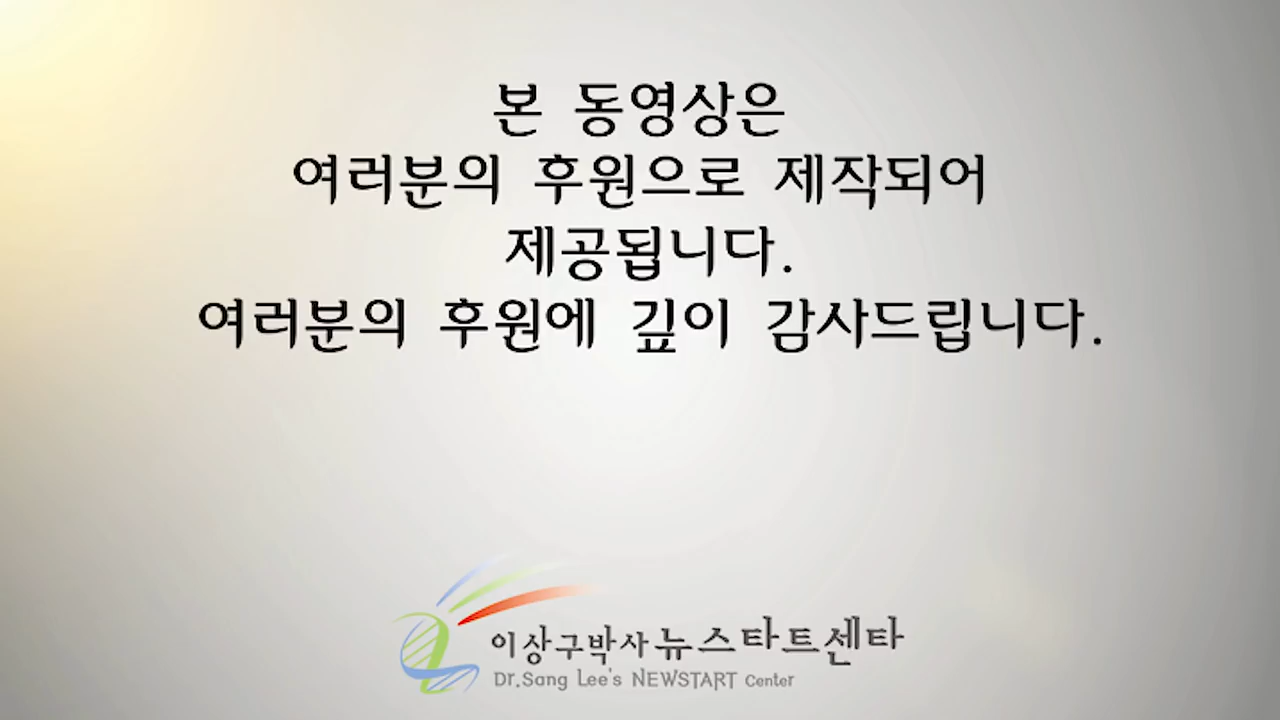 본 동영상은
여러분의 후원으로 제작되어
제공됩니다.
여러분의 후원에 깊이 감사드립니다.
이상구박사 뉴스타트센타
Dr.Sang Lee's NEWSTART Center